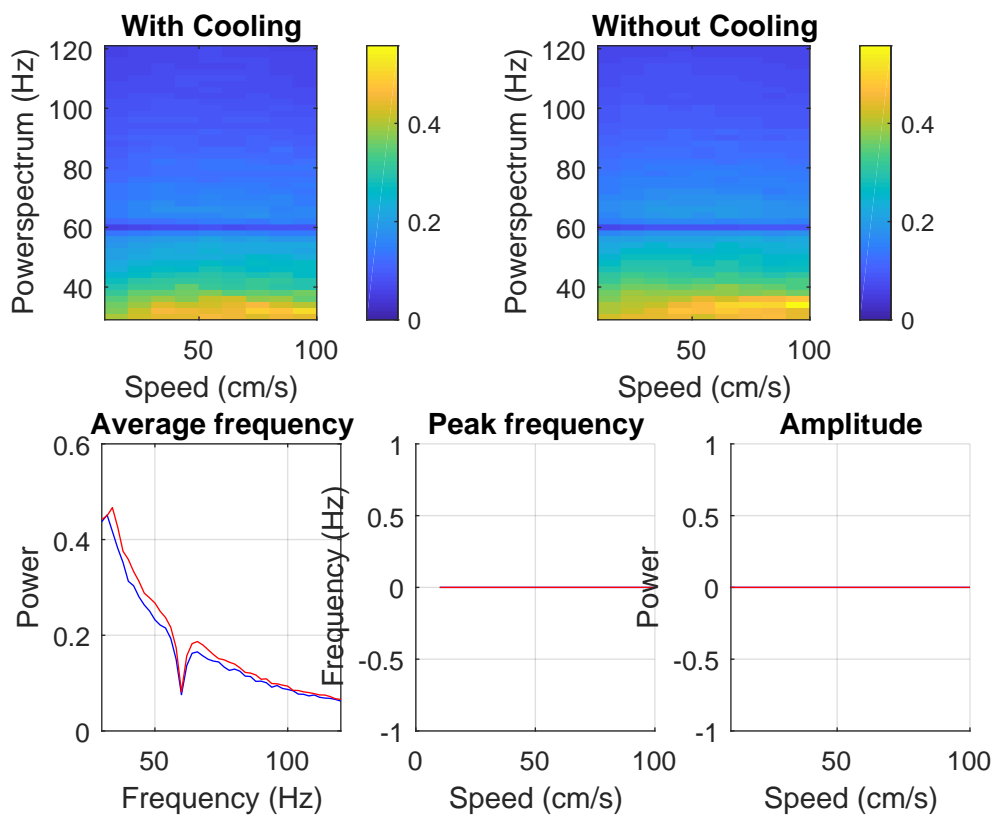 With Cooling
Powerspectrum (Hz)
120
100
80
60
40
50
100
Speed (cm/s)
0.4
0.2
0
Without Cooling
Powerspectrum (Hz)
120
100
80
60
40
50
100
Speed (cm/s)
0.4
0.2
0
Average frequency
Power
0.6
0.4
0.2
0
50
100
Frequency (Hz)
Peak frequency
Frequency (Hz)
1
0.5
0
-0.5
-1
0
50
100
Speed (cm/s)
Amplitude
Power
1
0.5
0
-0.5
-1
50
100
Speed (cm/s)